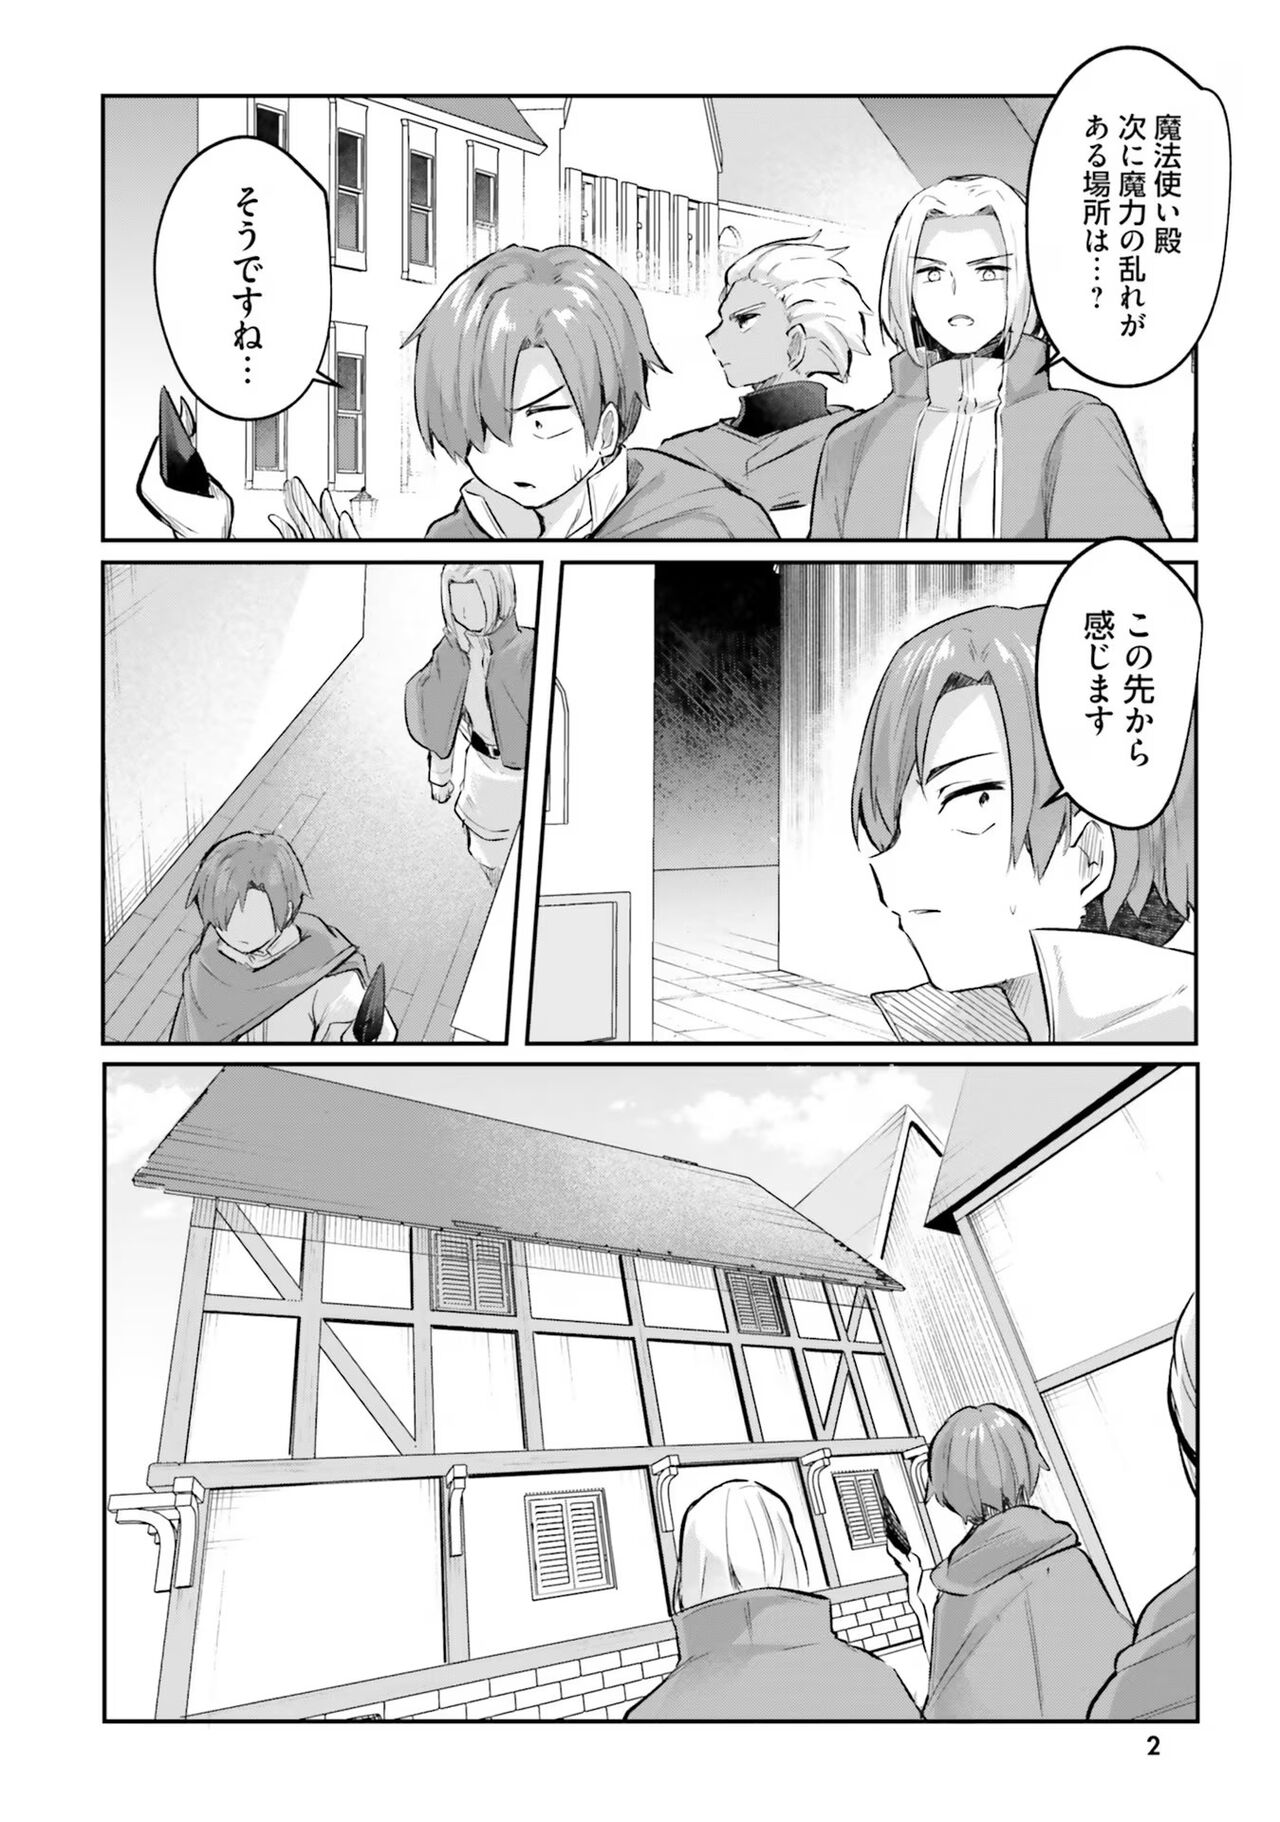 魔法使い殿
次に魔力の乱れが
ある場所は…?
そうですね…
この先から
感じます
2